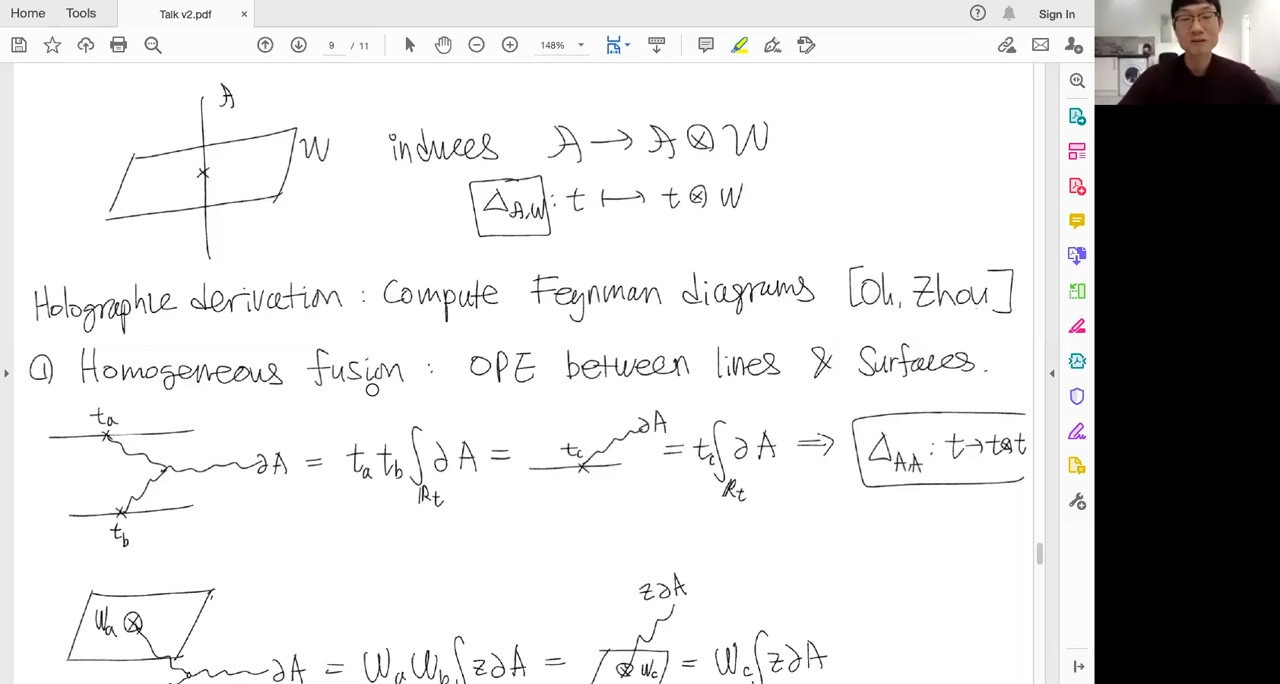 Home Tools Talk v2.pdf × Sign In
9 / 11 148%
A
W induces A → A ⊗ W
Δ_{A,W} : t ↦ t ⊗ W
Holographic derivation : Compute Feynman diagrams [Oh, Zhou]
① Homogeneous fusion : OPE between lines & Surfaces.
t_a
∂A = t_a t_b ∫_{ℝ_t} ∂A = t_c ∂A = t_c ∫_{ℝ_t} ∂A ⇒ Δ_{A,A} : t → t⊗t
t_b
z∂A
W_a
∂A = W_a W_b ∫ z∂A = W_c = W_c ∫ z∂A